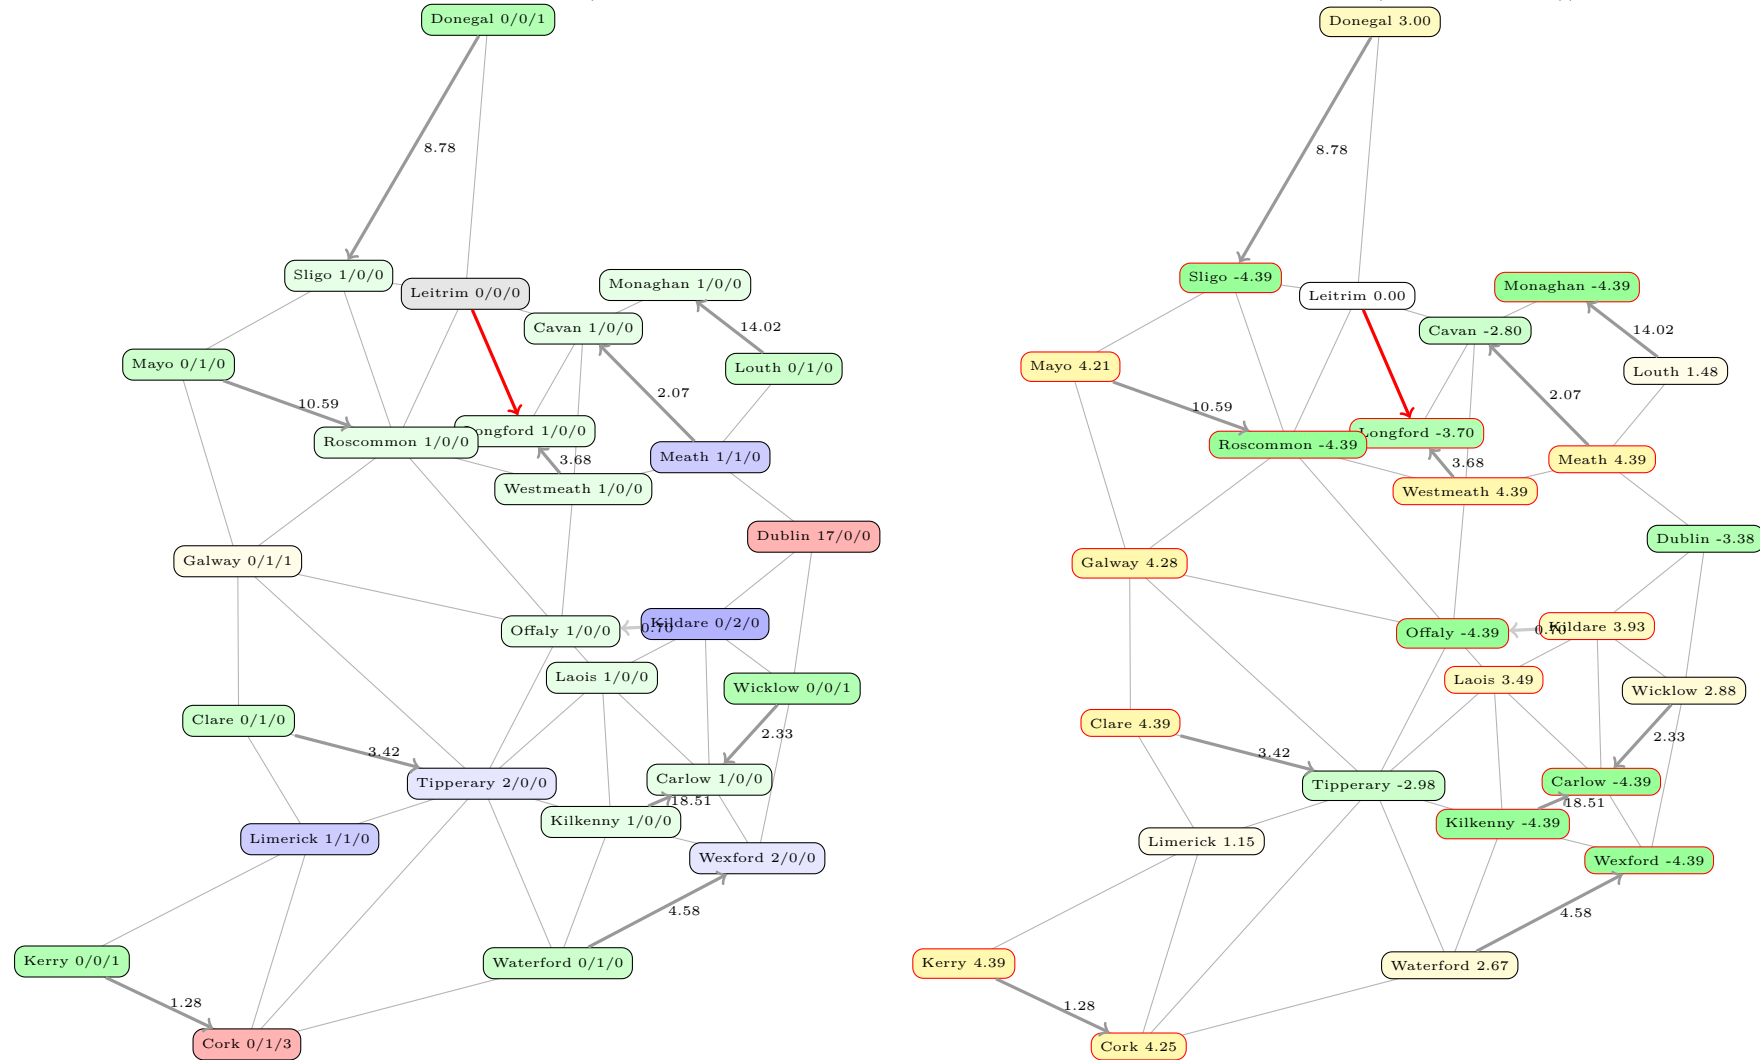 Donegal 0/0/1
8.78
Sligo 1/0/0
Leitrim 0/0/0
Monaghan 1/0/0
Cavan 1/0/0
14.02
Mayo 0/1/0
Louth 0/1/0
2.07
10.59
Longford 1/0/0
Roscommon 1/0/0
3.68
Meath 1/1/0
Westmeath 1/0/0
Dublin 17/0/0
Galway 0/1/1
Offaly 1/0/0
0.70
Kildare 0/2/0
Laois 1/0/0
Wicklow 0/0/1
Clare 0/1/0
2.33
3.42
Tipperary 2/0/0
Carlow 1/0/0
18.51
Kilkenny 1/0/0
Limerick 1/1/0
Wexford 2/0/0
4.58
Kerry 0/0/1
Waterford 0/1/0
1.28
Cork 0/1/3
Donegal 3.00
8.78
Sligo -4.39
Leitrim 0.00
Monaghan -4.39
Cavan -2.80
14.02
Mayo 4.21
Louth 1.48
2.07
10.59
Longford -3.70
Roscommon -4.39
3.68
Meath 4.39
Westmeath 4.39
Dublin -3.38
Galway 4.28
Offaly -4.39
0.70
Kildare 3.93
Laois 3.49
Wicklow 2.88
Clare 4.39
2.33
3.42
Tipperary -2.98
Carlow -4.39
18.51
Kilkenny -4.39
Limerick 1.15
Wexford -4.39
4.58
Kerry 4.39
Waterford 2.67
1.28
Cork 4.25